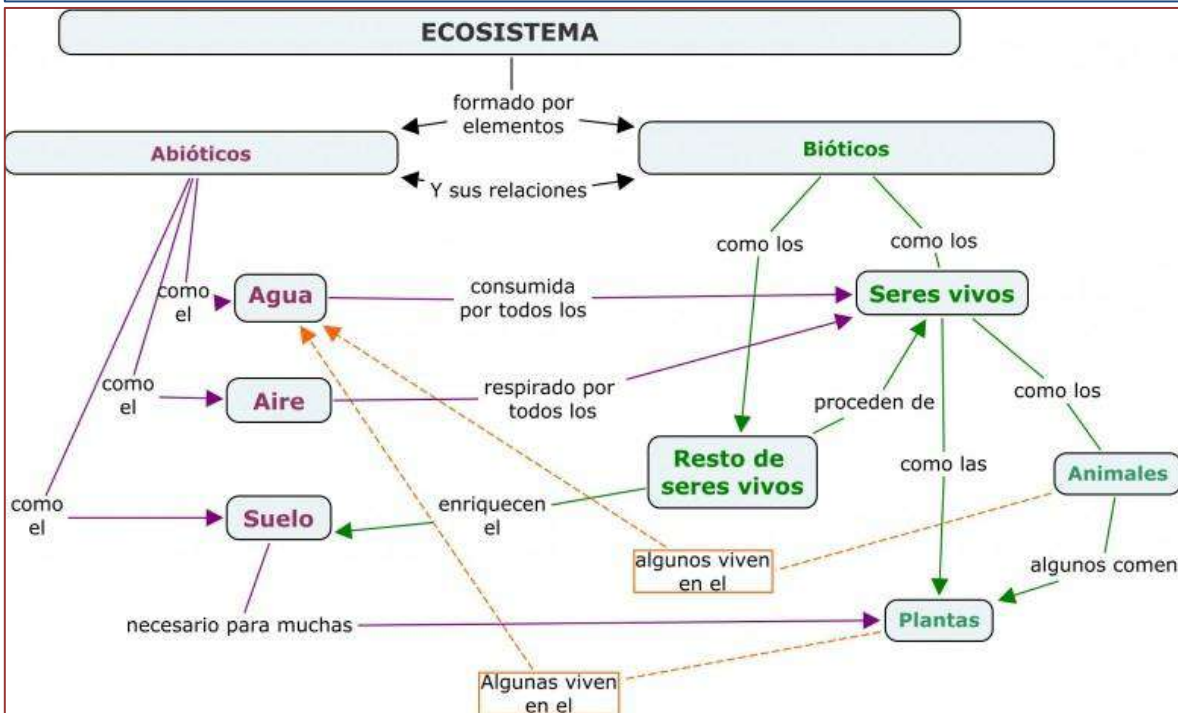 ECOSISTEMA
formado por
elementos
Abióticos
Bióticos
Y sus relaciones
como los
como los
como
el
Agua
consumida
por todos los
Seres vivos
como
el
Aire
respirado por
todos los
proceden de
como los
Resto de
seres vivos
como las
Animales
como
el
Suelo
enriquecen
el
algunos viven
en el
algunos comen
necesario para muchas
Plantas
Algunas viven
en el